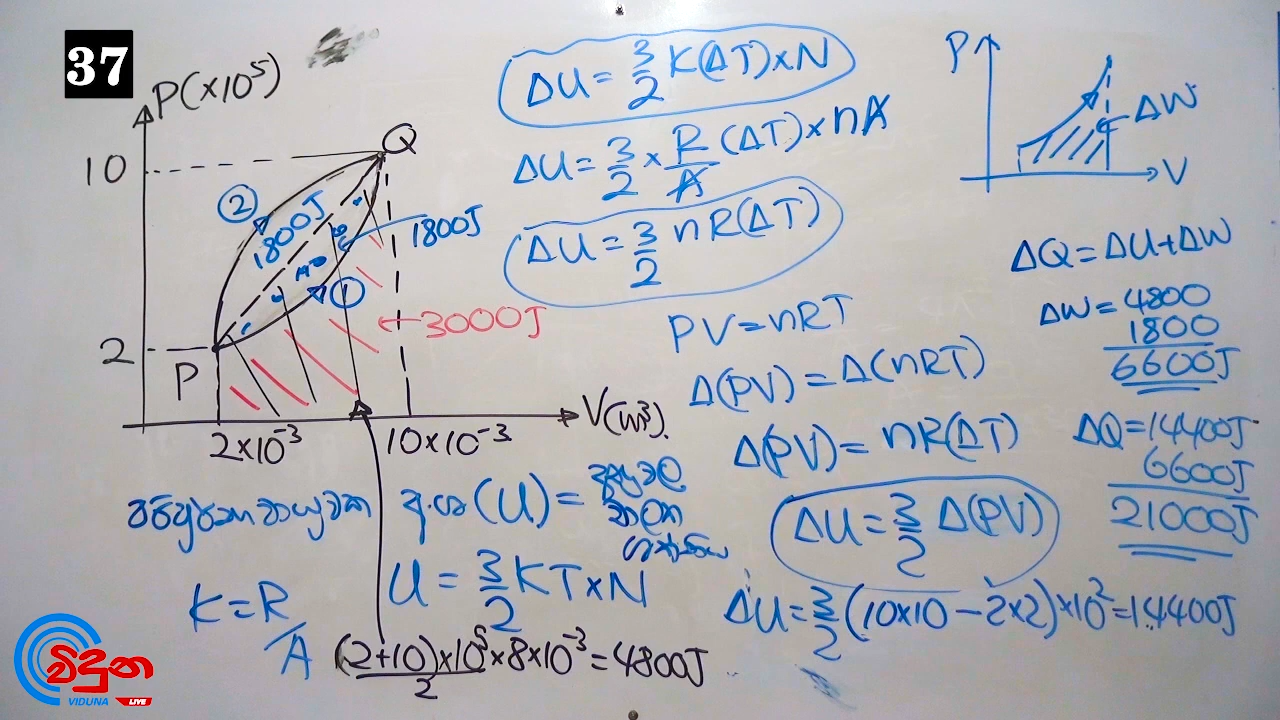 37
P(×10⁵)
10
Q
②
1800J
1800J
①
←3000J
2
P
V(m³).
2×10⁻³
10×10⁻³
ΔU = 3/2 K(ΔT)×N
ΔU = 3/2 × R/A (ΔT)×nA
ΔU = 3/2 nR(ΔT)
P
ΔW
V
PV = nRT
Δ(PV) = Δ(nRT)
Δ(PV) = nR(ΔT)
ΔU = 3/2 Δ(PV)
ΔU = 3/2 (10×10 − 2×2)×10² = 14400J
ΔQ = ΔU+ΔW
ΔW = 4800
1800
6600J
ΔQ = 14400J
6600J
21000J
(U) =
U = 3/2 KT×N
K = R/A
(2+10)×10⁵/2 ×8×10⁻³ = 4800J
විදුන
VIDUNA LIVE